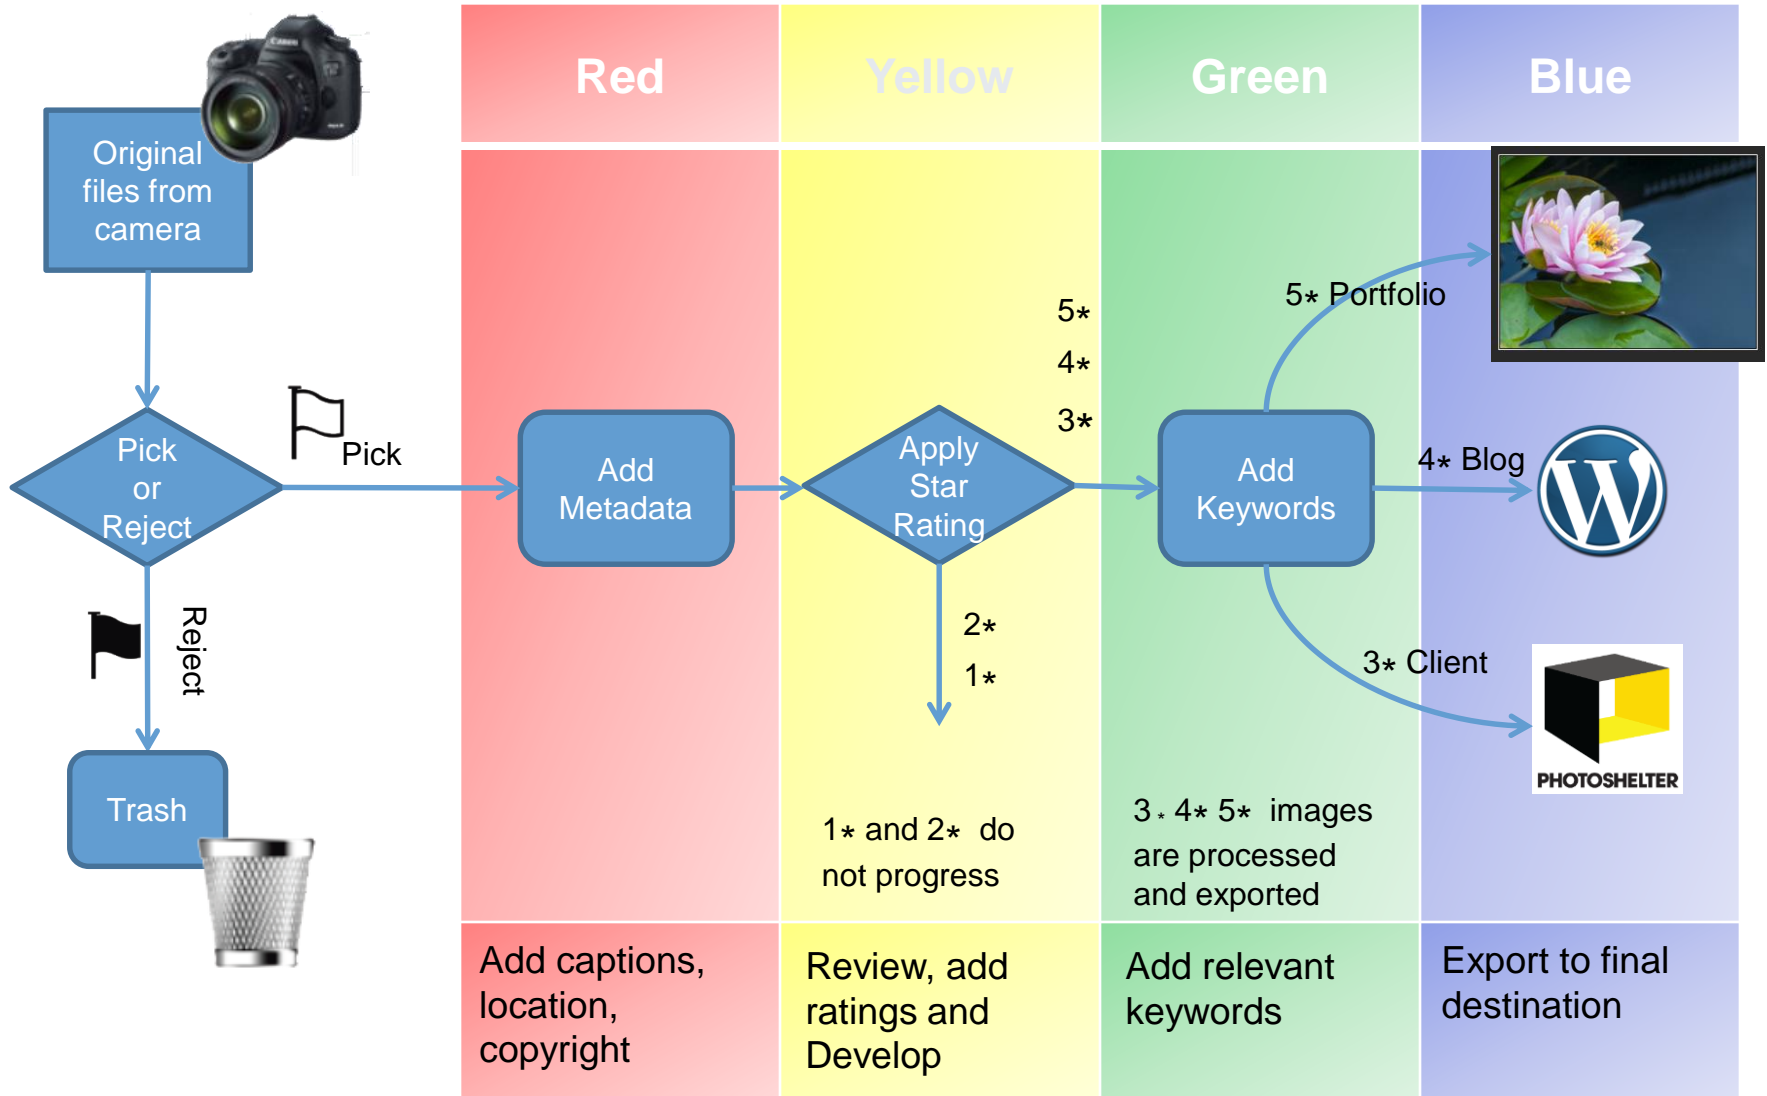 Red
Yellow
Green
Blue
Canon
Original
files from
camera
Pick
or
Reject
Pick
Reject
Trash
Add
Metadata
Apply
Star
Rating
5*
4*
3*
2*
1*
1* and 2* do
not progress
Add
Keywords
5* Portfolio
4* Blog
3* Client
W
PHOTOSHELTER
3* 4* 5* images
are processed
and exported
Add captions,
location,
copyright
Review, add
ratings and
Develop
Add relevant
keywords
Export to final
destination